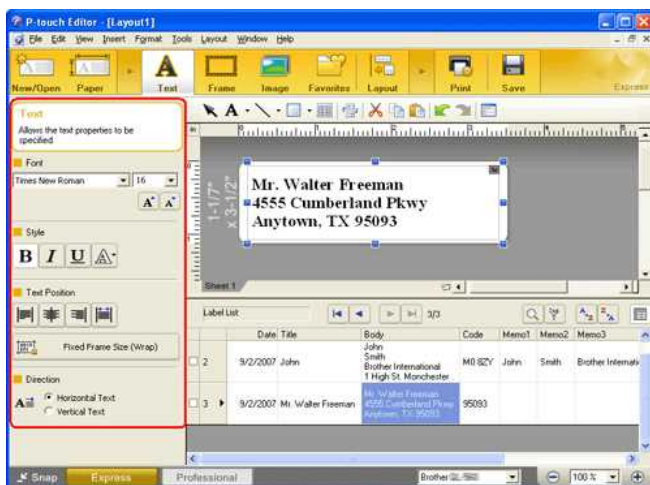 P-touch Editor - [Layout1]
File Edit View Insert Format Tools Layout Window Help
New/Open Paper Text Frame Image Favorites Layout Print Save Express
Text
Allows the text properties to be
specified
Font
Times New Roman 16
Style
B I U A
Text Position
Fixed Frame Size (Wrap)
Direction
Horizontal Text
Vertical Text
1-1/7"
x 3-1/2"
Mr. Walter Freeman
4555 Cumberland Pkwy
Anytown, TX 95093
Sheet 1
Label List 3/3
Date Title Body Code Memo1 Memo2 Memo3
2 9/2/2007 John John
Smith
Brother International
1 High St. Manchester M0 8ZY John Smith Brother Internati
3 9/2/2007 Mr. Walter Freeman Mr. Walter Freeman
4555 Cumberland Pkwy
Anytown, TX 95093 95093
Snap Express Professional Brother 100 %